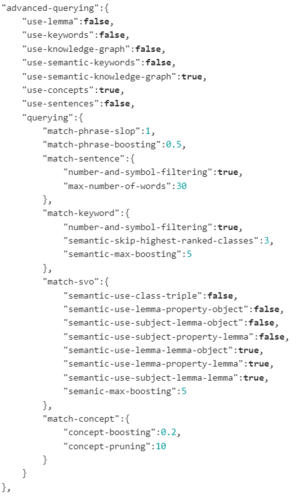 "advanced-querying":{
"use-lemma":false,
"use-keywords":false,
"use-knowledge-graph":false,
"use-semantic-keywords":false,
"use-semantic-knowledge-graph":true,
"use-concepts":true,
"use-sentences":false,
"querying":{
"match-phrase-slop":1,
"match-phrase-boosting":0.5,
"match-sentence":{
"number-and-symbol-filtering":true,
"max-number-of-words":30
},
"match-keyword":{
"number-and-symbol-filtering":true,
"semantic-skip-highest-ranked-classes":3,
"semantic-max-boosting":5
},
"match-svo":{
"semantic-use-class-triple":false,
"semantic-use-lemma-property-object":false,
"semantic-use-subject-lemma-object":false,
"semantic-use-subject-property-lemma":false,
"semantic-use-lemma-lemma-object":true,
"semantic-use-lemma-property-lemma":true,
"semantic-use-subject-lemma-lemma":true,
"semanic-max-boosting":5
},
"match-concept":{
"concept-boosting":0.2,
"concept-pruning":10
}
}
},